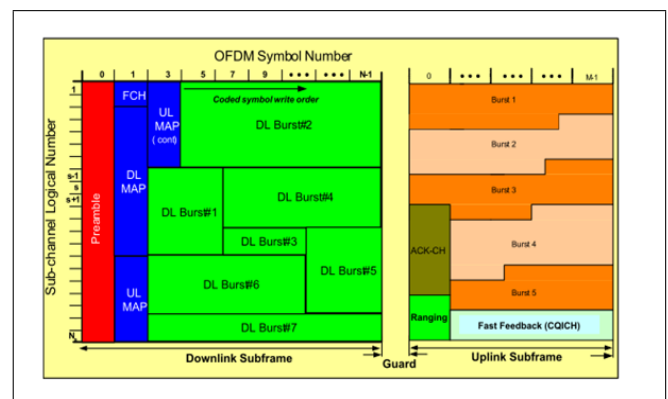 OFDM Symbol Number
0 1 3 5 7 9 ••• ••• N-1
0 ••• ••• ••• M-1
Sub-channel Logical Number
1
s-1
s
s+1
N
Preamble
FCH
DL
MAP
UL
MAP
UL
MAP
( cont)
Coded symbol write order
DL Burst#2
DL Burst#1
DL Burst#4
DL Burst#3
DL Burst#5
DL Burst#6
DL Burst#7
Burst 1
Burst 2
Burst 3
ACK-CH
Burst 4
Burst 5
Ranging
Fast Feedback (CQICH)
Downlink Subframe
Guard
Uplink Subframe